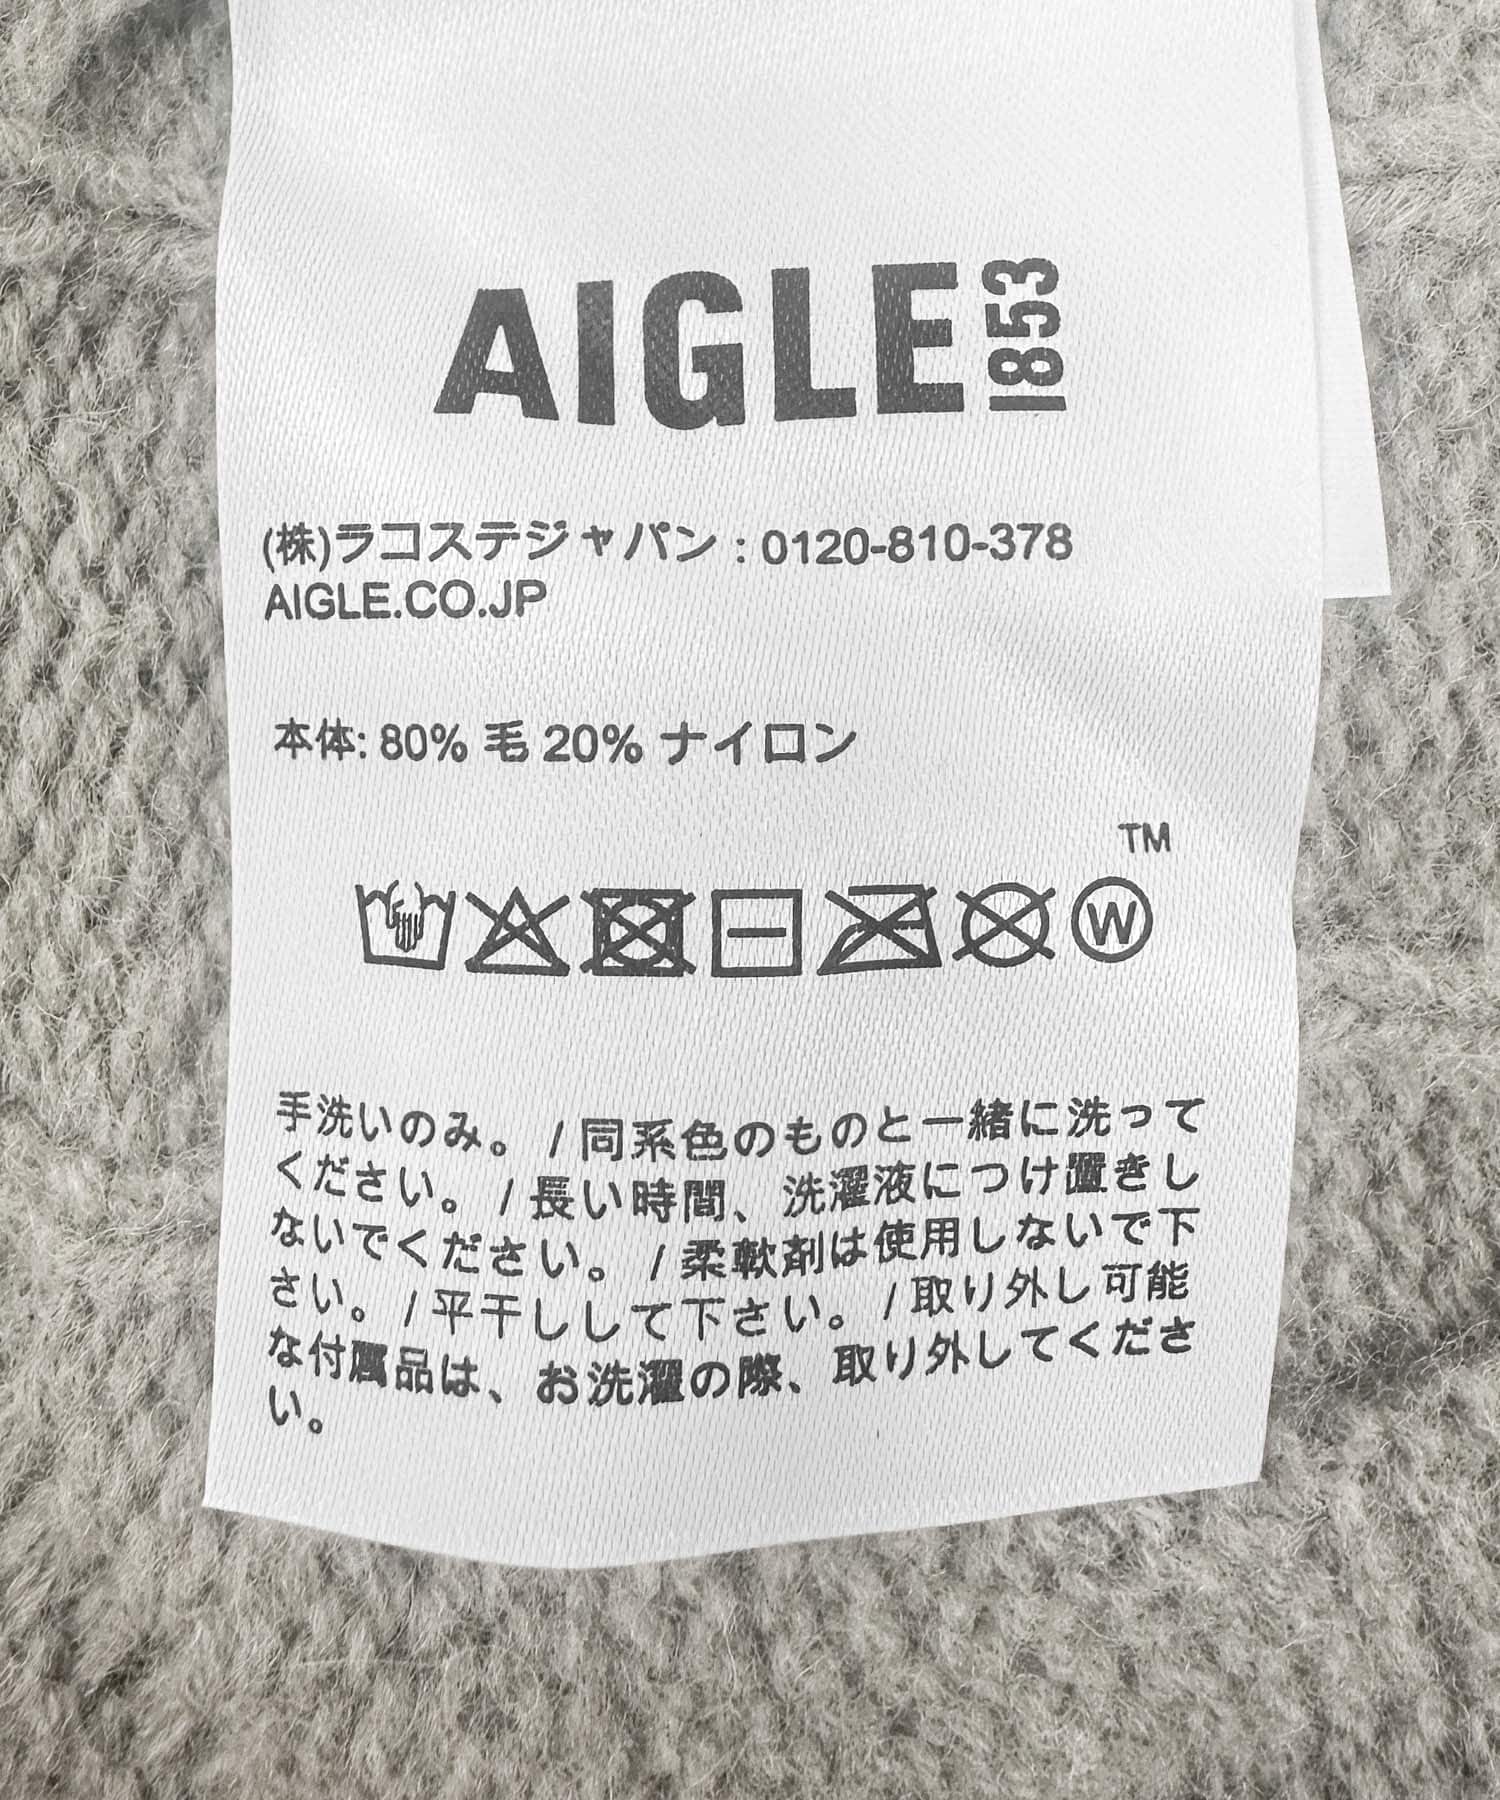 AIGLE 1853
(株)ラコステジャパン : 0120-810-378
AIGLE.CO.JP
本体: 80% 毛 20% ナイロン
TM
W
手洗いのみ。 / 同系色のものと一緒に洗って
ください。 / 長い時間、洗濯液につけ置きし
ないでください。 / 柔軟剤は使用しないで下
さい。 / 平干しして下さい。 / 取り外し可能
な付属品は、お洗濯の際、取り外してくださ
い。